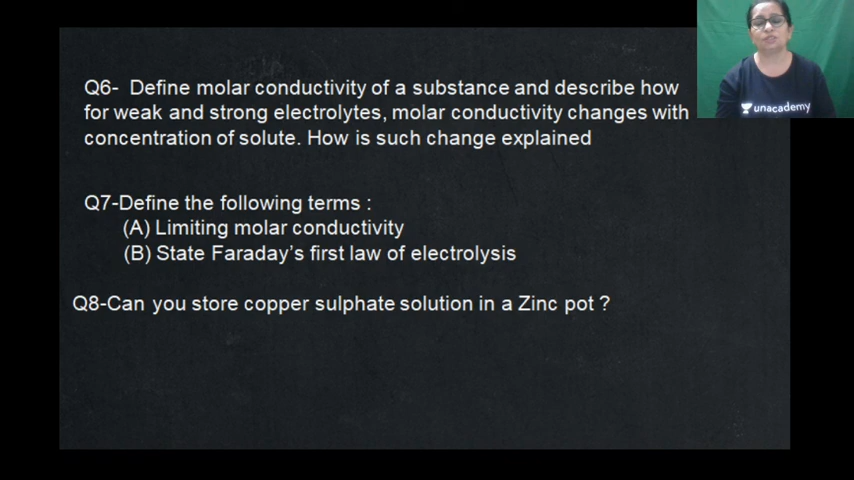 Q6- Define molar conductivity of a substance and describe how
for weak and strong electrolytes, molar conductivity changes with
concentration of solute. How is such change explained
unacademy
Q7-Define the following terms :
(A) Limiting molar conductivity
(B) State Faraday's first law of electrolysis
Q8-Can you store copper sulphate solution in a Zinc pot ?